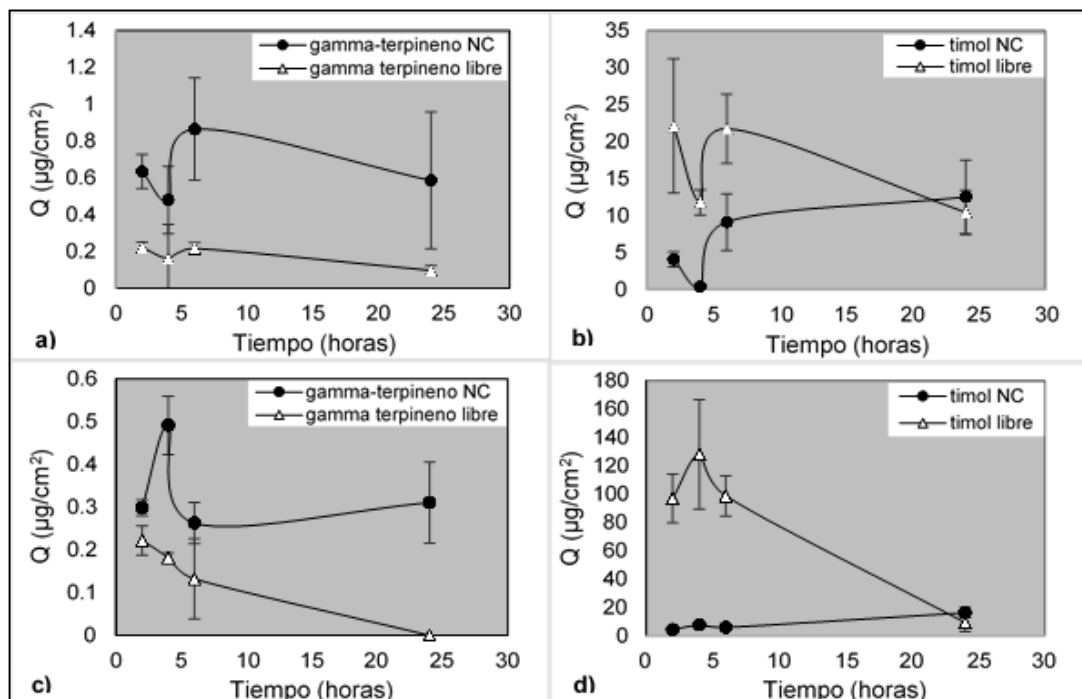 gamma-terpineno NC
gamma terpineno libre
Q (µg/cm²)
1.4
1.2
1
0.8
0.6
0.4
0.2
0
0 5 10 15 20 25 30
Tiempo (horas)
a)
timol NC
timol libre
Q (µg/cm²)
35
30
25
20
15
10
5
0
0 5 10 15 20 25 30
Tiempo (horas)
b)
gamma-terpineno NC
gamma terpineno libre
Q (µg/cm²)
0.6
0.5
0.4
0.3
0.2
0.1
0
0 5 10 15 20 25 30
Tiempo (horas)
c)
timol NC
timol libre
Q (µg/cm²)
180
160
140
120
100
80
60
40
20
0
0 5 10 15 20 25 30
Tiempo (horas)
d)